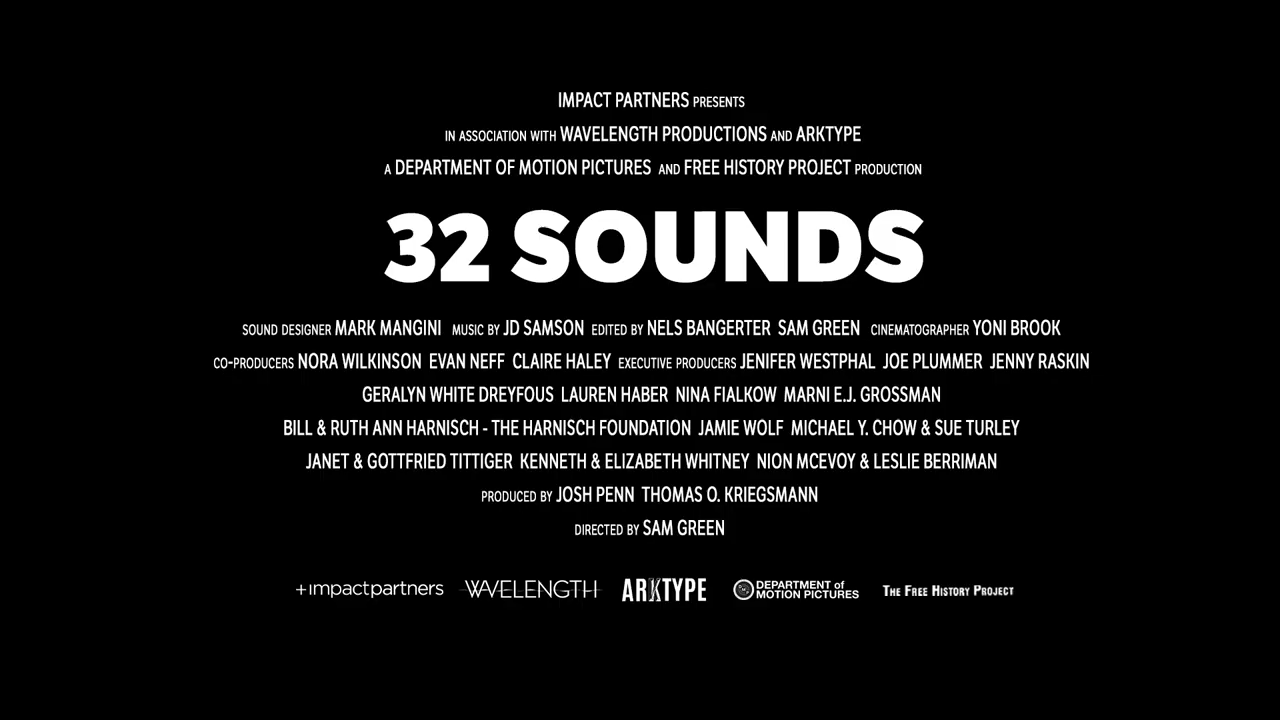 IMPACT PARTNERS PRESENTS
IN ASSOCIATION WITH WAVELENGTH PRODUCTIONS AND ARKTYPE
A DEPARTMENT OF MOTION PICTURES AND FREE HISTORY PROJECT PRODUCTION
32 SOUNDS
SOUND DESIGNER MARK MANGINI MUSIC BY JD SAMSON EDITED BY NELS BANGERTER SAM GREEN CINEMATOGRAPHER YONI BROOK
CO-PRODUCERS NORA WILKINSON EVAN NEFF CLAIRE HALEY EXECUTIVE PRODUCERS JENIFER WESTPHAL JOE PLUMMER JENNY RASKIN
GERALYN WHITE DREYFOUS LAUREN HABER NINA FIALKOW MARNI E.J. GROSSMAN
BILL & RUTH ANN HARNISCH - THE HARNISCH FOUNDATION JAMIE WOLF MICHAEL Y. CHOW & SUE TURLEY
JANET & GOTTFRIED TITTIGER KENNETH & ELIZABETH WHITNEY NION MCEVOY & LESLIE BERRIMAN
PRODUCED BY JOSH PENN THOMAS O. KRIEGSMANN
DIRECTED BY SAM GREEN
+impactpartners WAVELENGTH ARKTYPE DEPARTMENT of MOTION PICTURES THE FREE HISTORY PROJECT